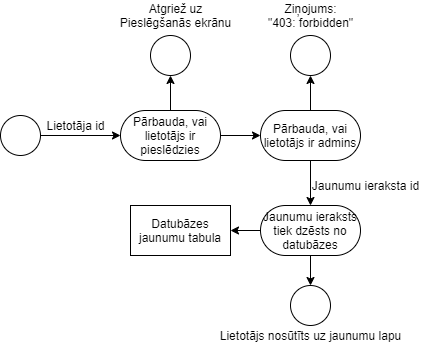 Atgriež uz
Pieslēgšanās ekrānu
Ziņojums:
"403: forbidden"
Lietotāja id
Pārbauda, vai
lietotājs ir
pieslēdzies
Pārbauda, vai
lietotājs ir admins
Jaunumu ieraksta id
Datubāzes
jaunumu tabula
Jaunumu ieraksts
tiek dzēsts no
datubāzes
Lietotājs nosūtīts uz jaunumu lapu